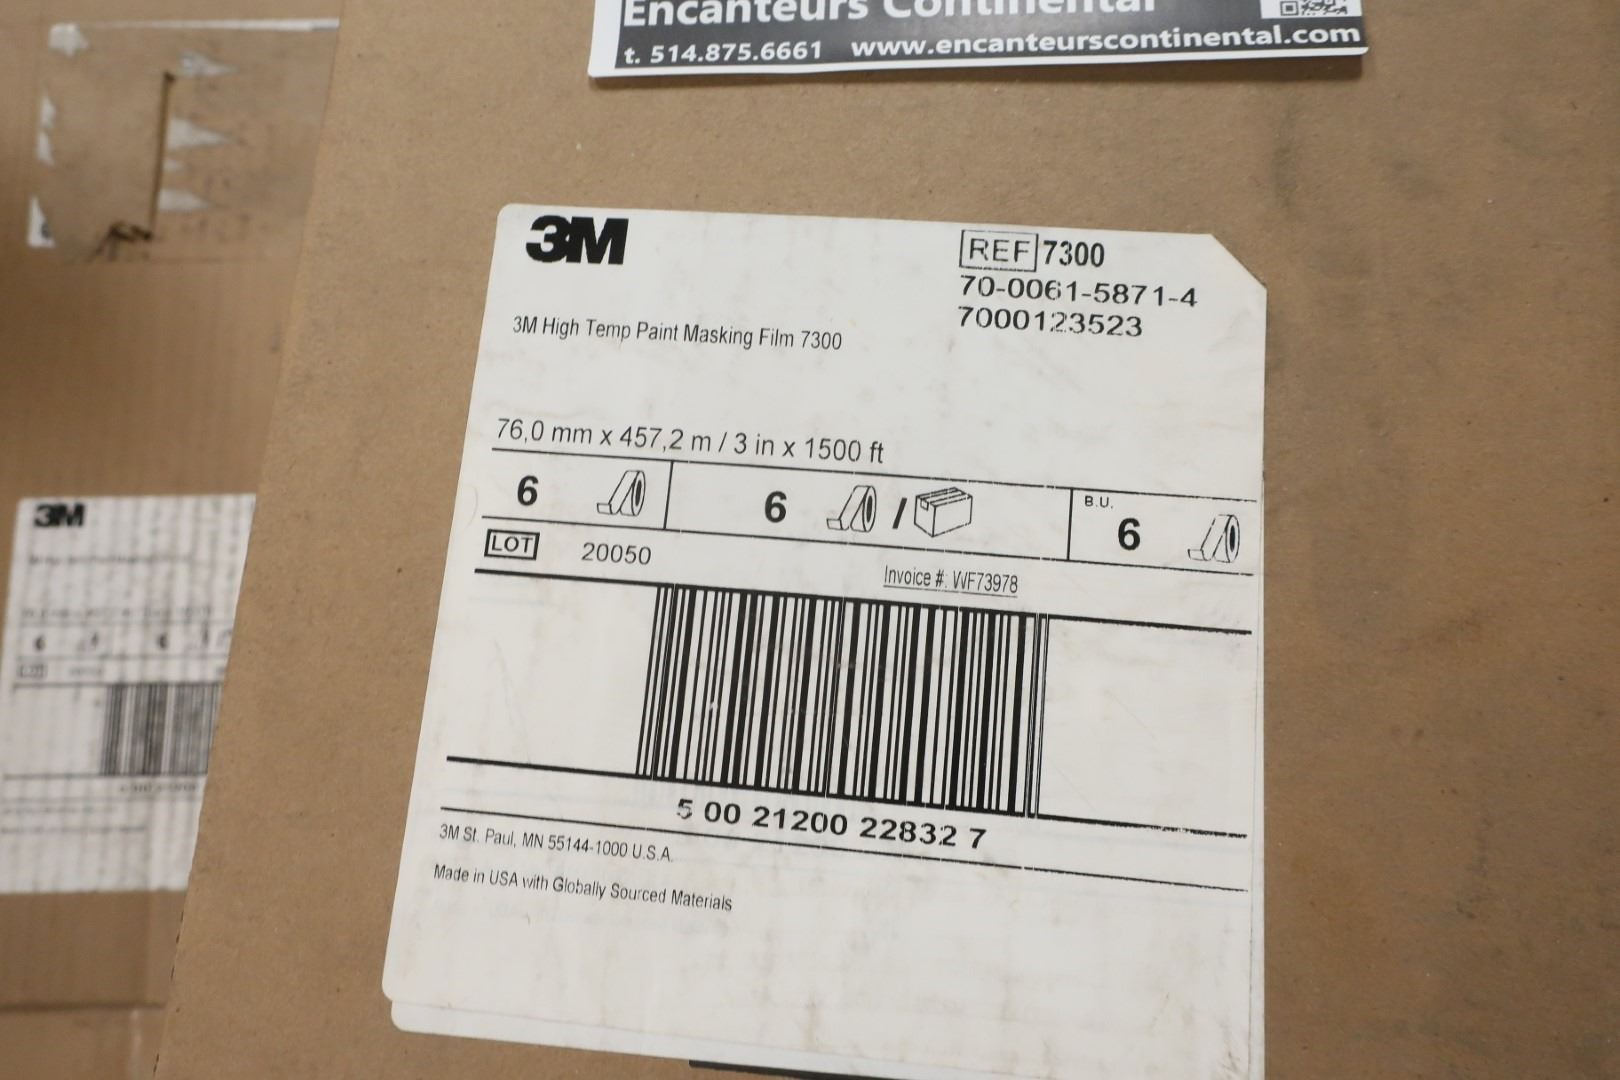 Encanteurs Continental
t. 514.875.6661 www.encanteurscontinental.com
3M
REF 7300
70-0061-5871-4
7000123523
3M High Temp Paint Masking Film 7300
76,0 mm x 457,2 m / 3 in x 1500 ft
6 6 / B.U. 6
LOT 20050
Invoice #: WF73978
5 00 21200 22832 7
3M St. Paul, MN 55144-1000 U.S.A.
Made in USA with Globally Sourced Materials
3M
6 6
LOT